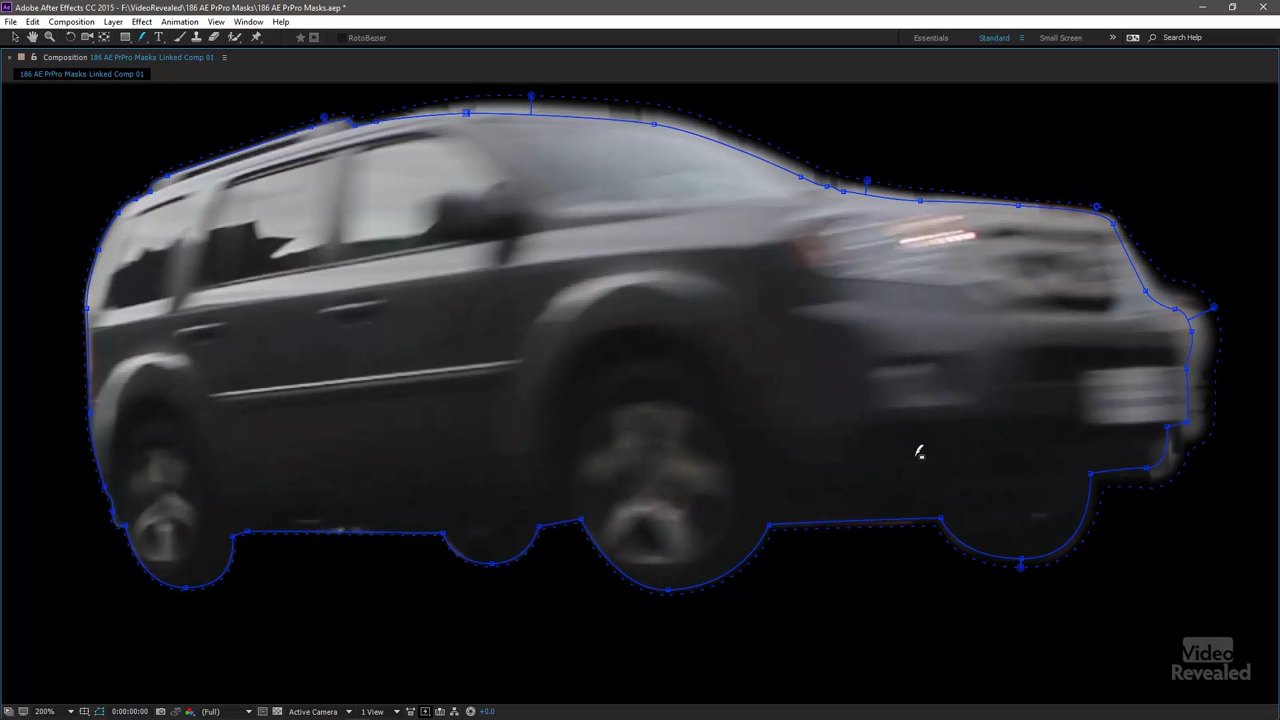 Adobe After Effects CC 2015 - F:\VideoRevealed\186 AE PrPro Masks\186 AE PrPro Masks.aep *
File Edit Composition Layer Effect Animation View Window Help
RotoBezier Essentials Standard Small Screen Search Help
Composition 186 AE PrPro Masks Linked Comp 01
186 AE PrPro Masks Linked Comp 01
Video
Revealed
200% 0:00:00:00 (Full) Active Camera 1 View +0.0